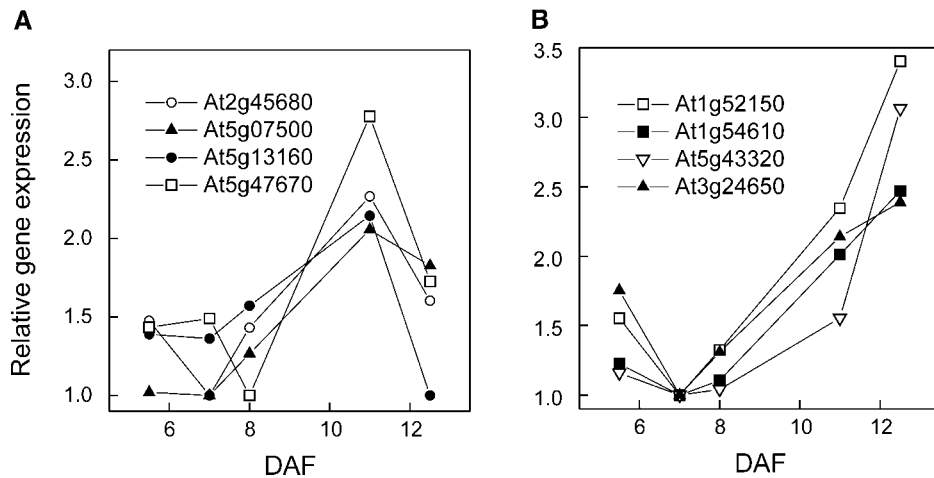 A
Relative gene expression
3.0
2.5
2.0
1.5
1.0
At2g45680
At5g07500
At5g13160
At5g47670
6 8 10 12
DAF
B
3.5
3.0
2.5
2.0
1.5
1.0
At1g52150
At1g54610
At5g43320
At3g24650
6 8 10 12
DAF